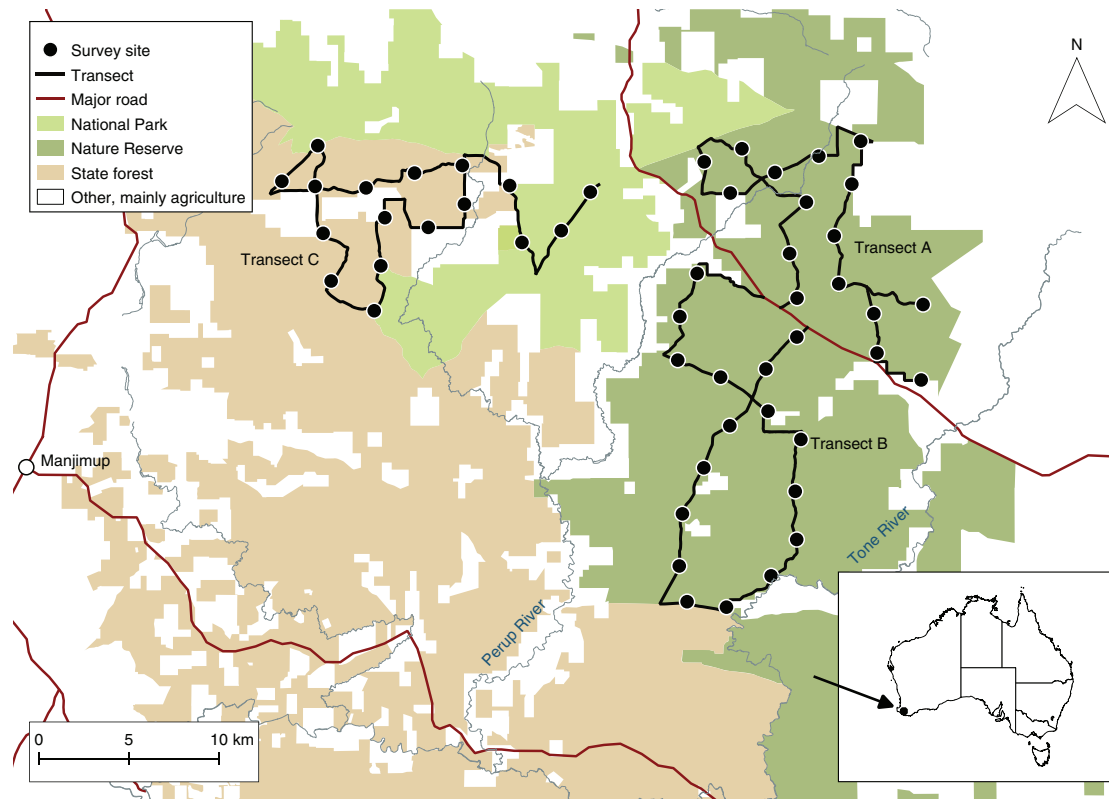 Survey site
Transect
Major road
National Park
Nature Reserve
State forest
Other, mainly agriculture
N
Transect A
Transect C
Transect B
Manjimup
Tone River
Perup River
0 5 10 km